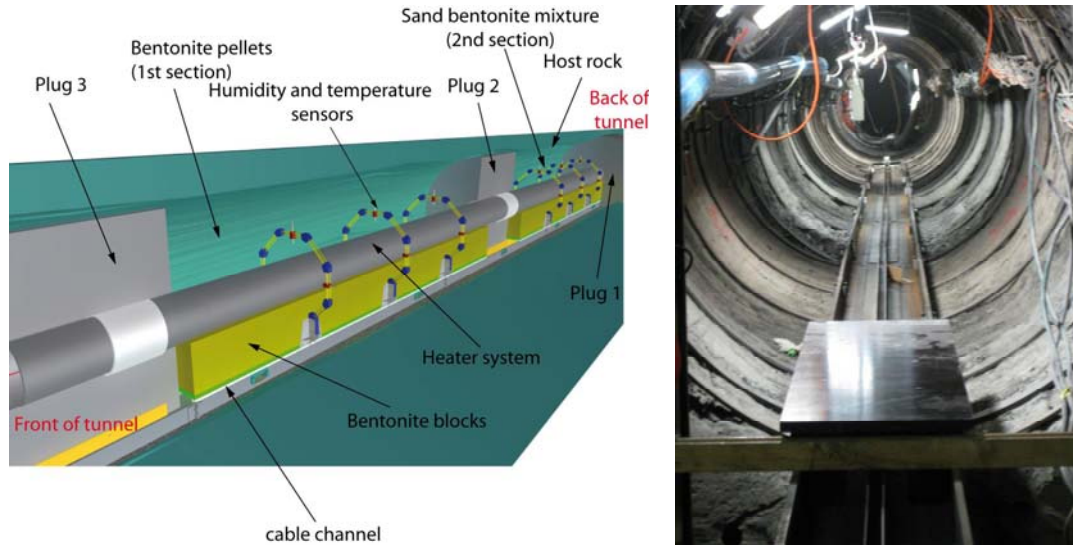 Sand bentonite mixture
(2nd section)
Bentonite pellets
(1st section)
Host rock
Plug 3
Humidity and temperature
sensors
Plug 2
Back of
tunnel
Plug 1
Heater system
Front of tunnel
Bentonite blocks
cable channel